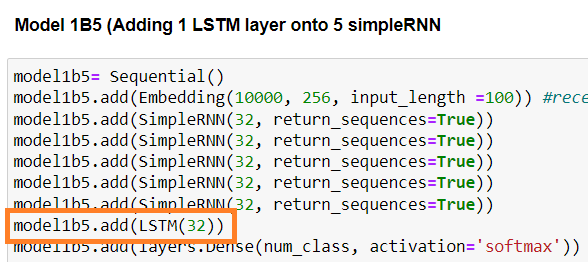 Model 1B5 (Adding 1 LSTM layer onto 5 simpleRNN
model1b5= Sequential()
model1b5.add(Embedding(10000, 256, input_length =100)) #rece
model1b5.add(SimpleRNN(32, return_sequences=True))
model1b5.add(SimpleRNN(32, return_sequences=True))
model1b5.add(SimpleRNN(32, return_sequences=True))
model1b5.add(SimpleRNN(32, return_sequences=True))
model1b5.add(SimpleRNN(32, return_sequences=True))
model1b5.add(LSTM(32))
model1b5.add(layers.Dense(num_class, activation='softmax'))